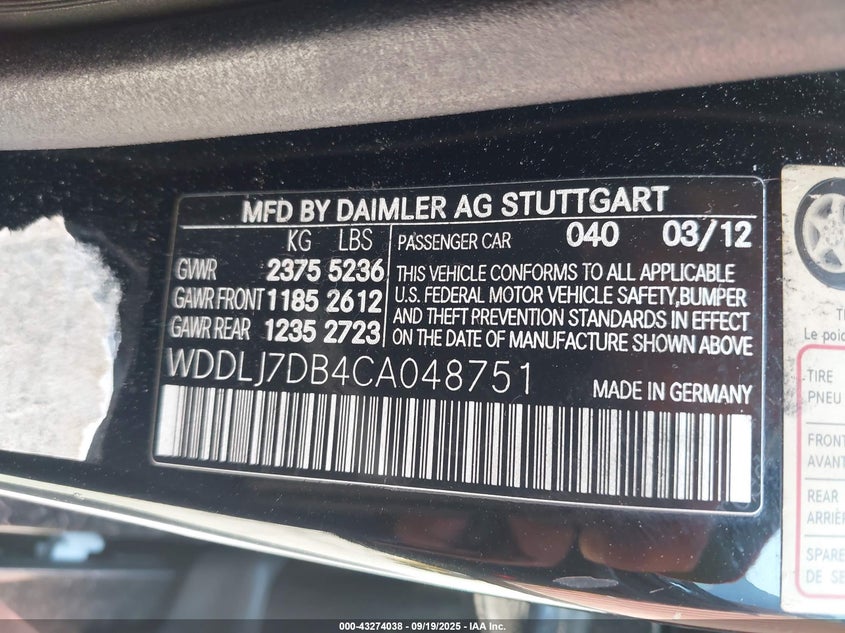 MFD BY DAIMLER AG STUTTGART
KG LBS
GVWR 2375 5236
GAWR FRONT 1185 2612
GAWR REAR 1235 2723
PASSENGER CAR 040 03/12
THIS VEHICLE CONFORMS TO ALL APPLICABLE
U.S. FEDERAL MOTOR VEHICLE SAFETY,BUMPER
AND THEFT PREVENTION STANDARDS IN EFFECT
ON THE DATE OF MANUFACTURE SHOWN ABOVE
WDDLJ7DB4CA048751
MADE IN GERMANY
Le poi
TIRE
PNEU
FRONT
AVANT
REAR
ARRIÈR
SPARE
DE SE
000-43274038 - 09/19/2025 - IAA Inc.